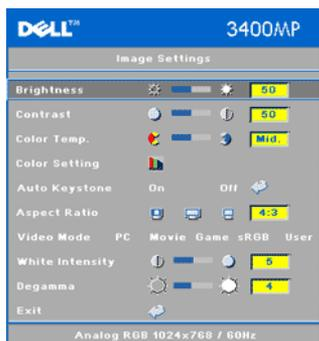 DELL™ 3400MP
Image Settings
Brightness 50
Contrast 50
Color Temp. Mid.
Color Setting
Auto Keystone On Off
Aspect Ratio 4:3
Video Mode PC Movie Game sRGB User
White Intensity 5
Degamma 4
Exit
Analog RGB 1024x768 / 60Hz